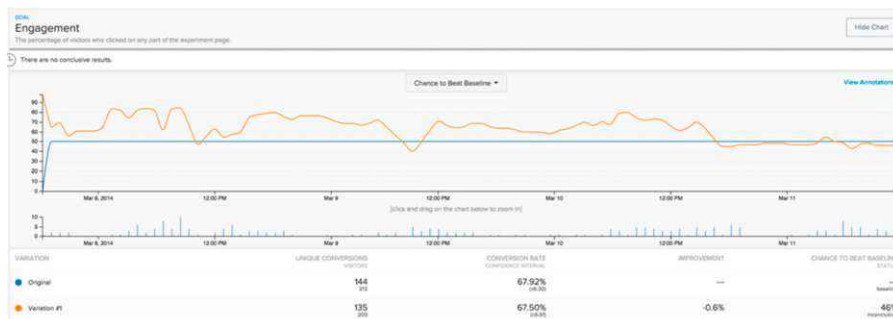 GOAL
Engagement
The percentage of visitors who clicked on any part of the experiment page.
Hide Chart
There are no conclusive results.
Chance to Beat Baseline
View Annotations
90
80
70
60
50
40
30
20
10
0
Mar 8, 2014 12:00 PM Mar 9 12:00 PM Mar 10 12:00 PM Mar 11
[click and drag on the chart below to zoom in]
10
5
0
Mar 8, 2014 12:00 PM Mar 9 12:00 PM Mar 10 12:00 PM Mar 11
VARIATION UNIQUE CONVERSIONS CONVERSION RATE IMPROVEMENT CHANCE TO BEAT BASELINE
VISITORS CONFIDENCE INTERVAL STATUS
Original 144 67.92% --- --
212 baseline
Variation #1 135 67.50% -0.6% 46%
200 inconclusive